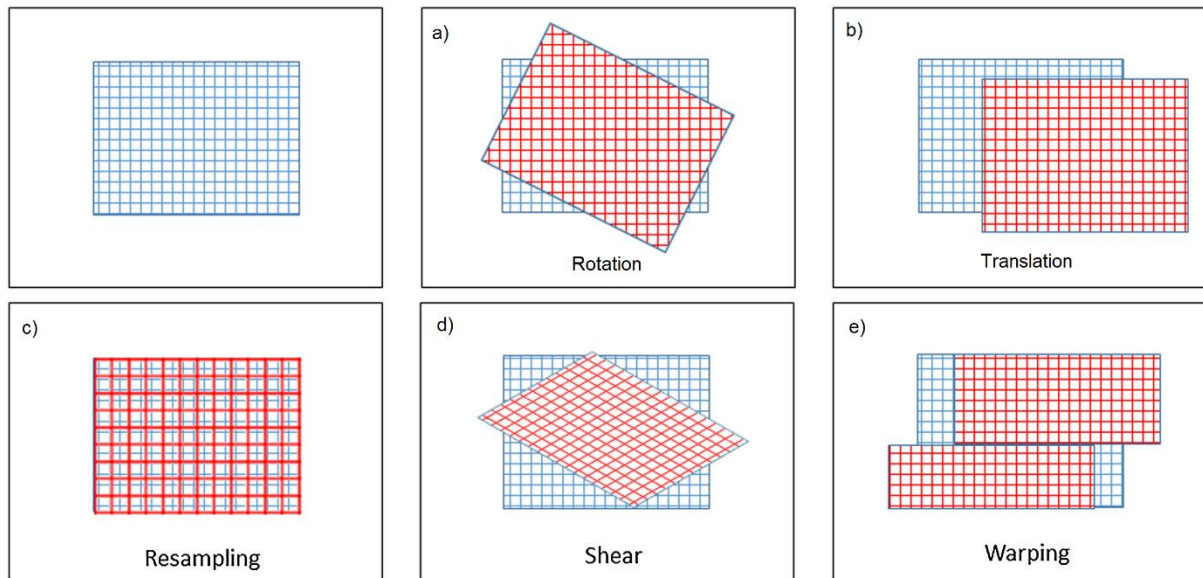 a)
Rotation
b)
Translation
c)
Resampling
d)
Shear
e)
Warping